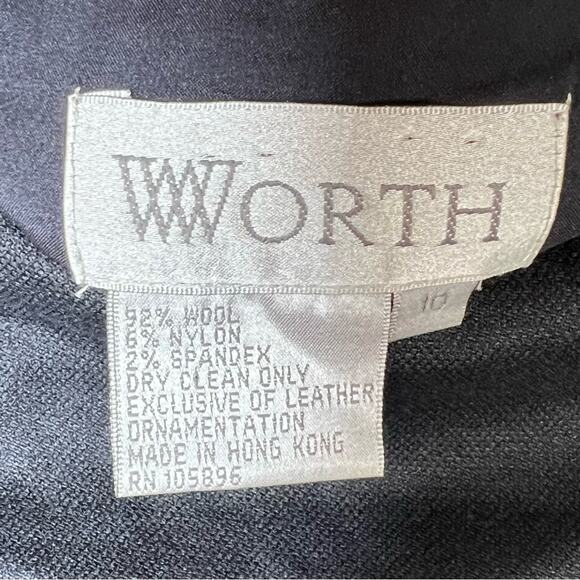 WORTH
10
92% WOOL
6% NYLON
2% SPANDEX
DRY CLEAN ONLY
EXCLUSIVE OF LEATHER
ORNAMENTATION
MADE IN HONG KONG
RN 105896